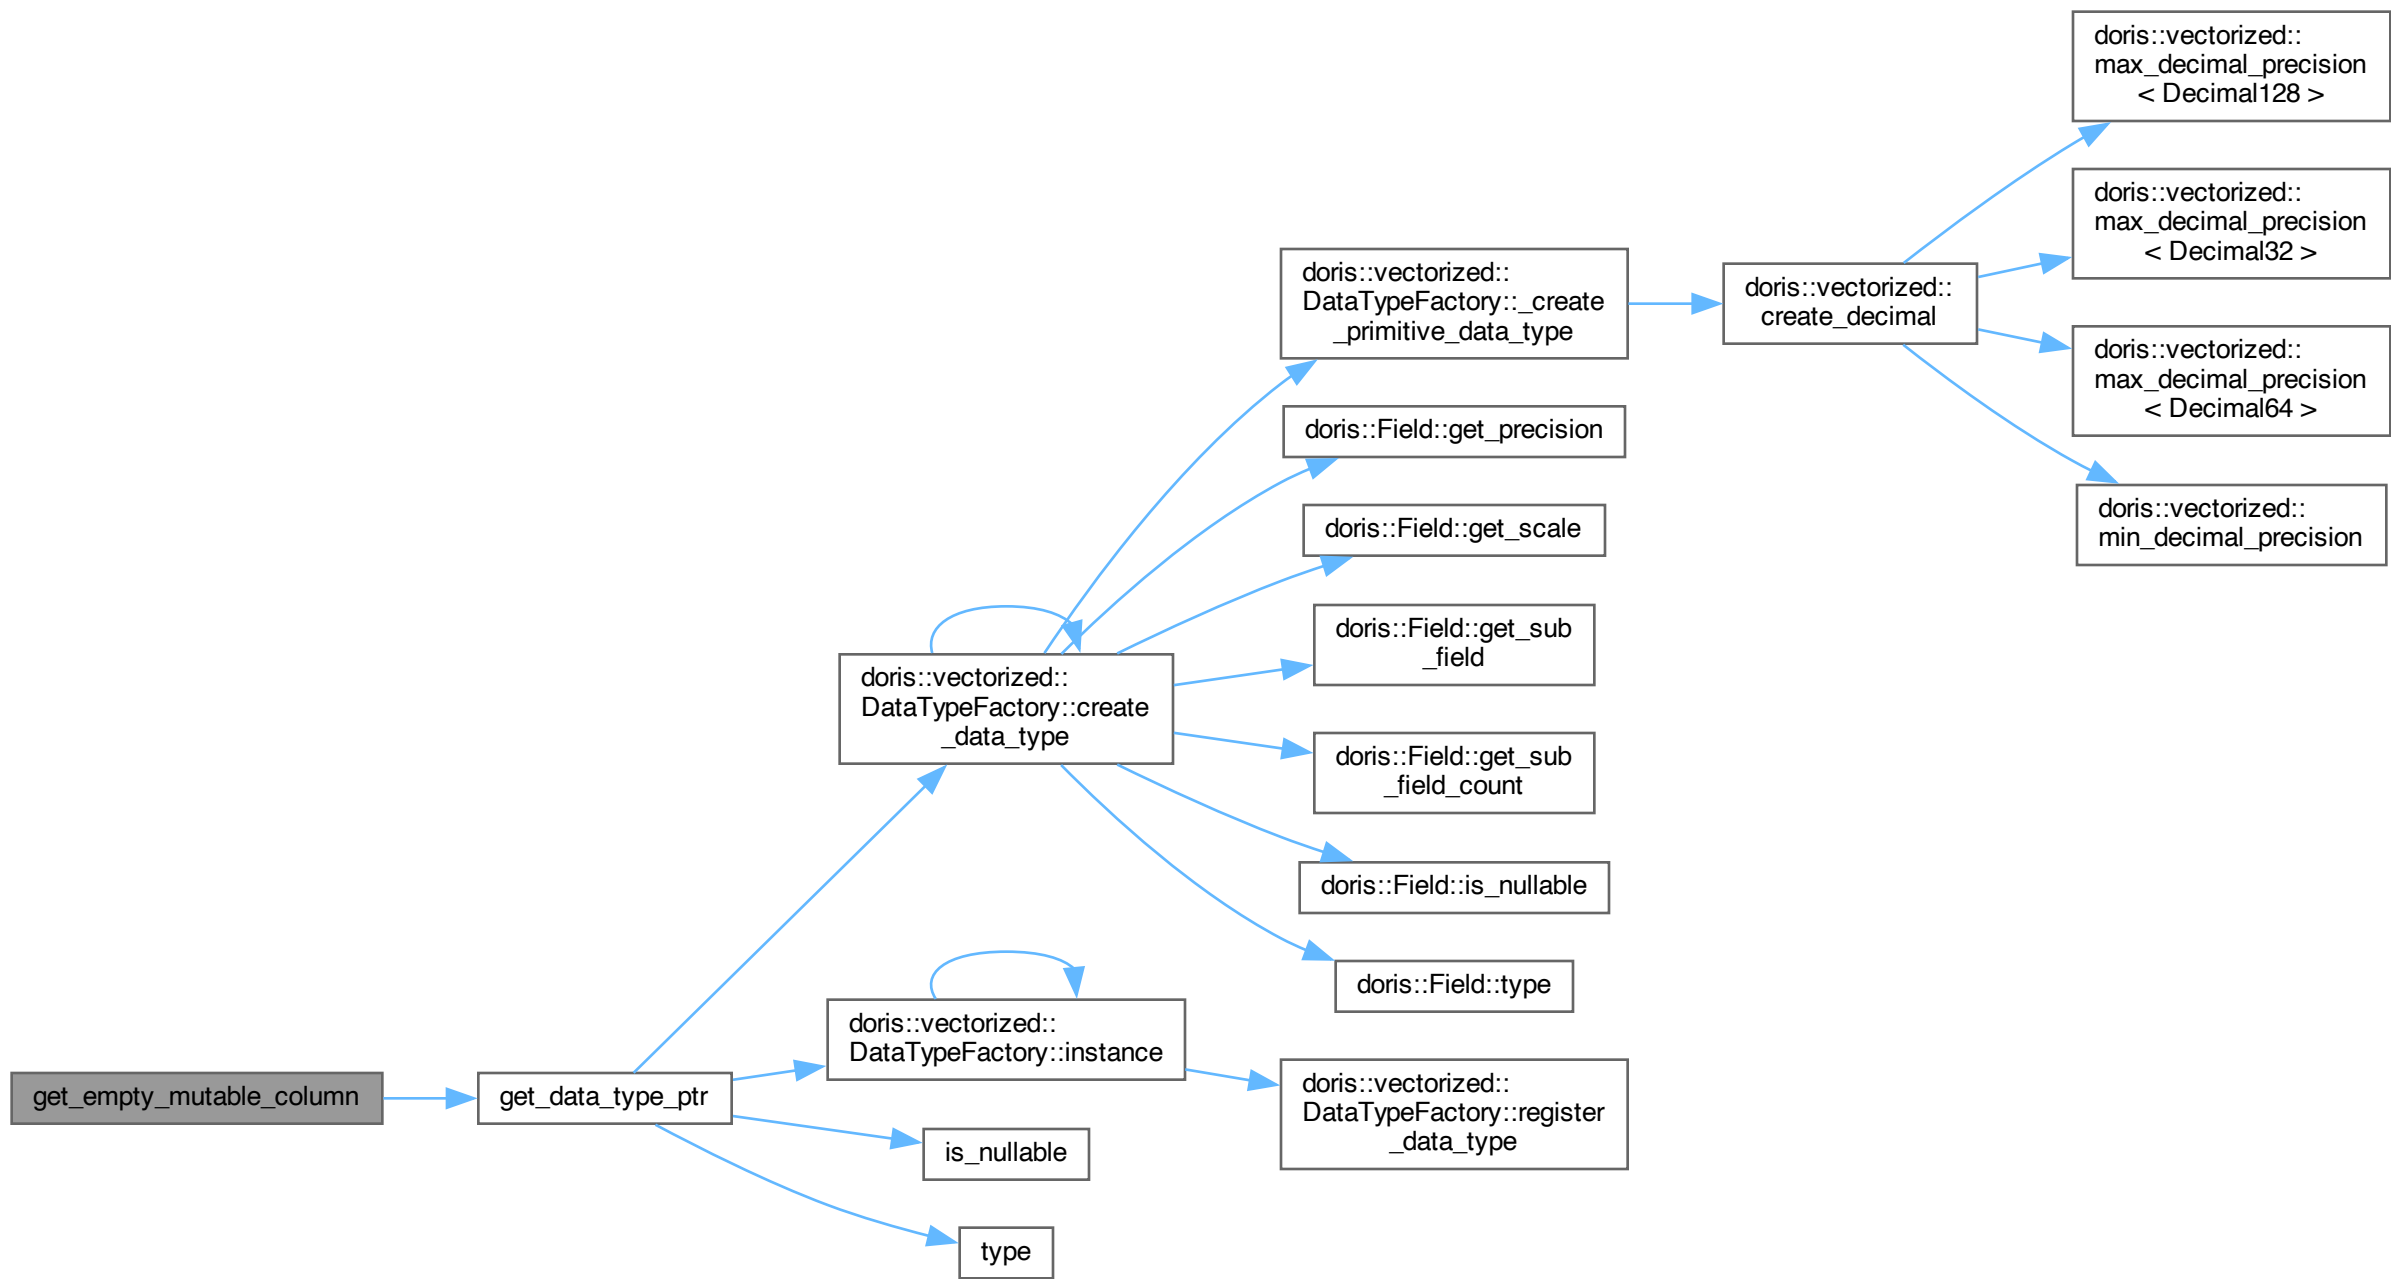 get_empty_mutable_column
get_data_type_ptr
doris::vectorized::
DataTypeFactory::create
_data_type
doris::vectorized::
DataTypeFactory::instance
is_nullable
type
doris::vectorized::
DataTypeFactory::_create
_primitive_data_type
doris::Field::get_precision
doris::Field::get_scale
doris::Field::get_sub
_field
doris::Field::get_sub
_field_count
doris::Field::is_nullable
doris::Field::type
doris::vectorized::
DataTypeFactory::register
_data_type
doris::vectorized::
create_decimal
doris::vectorized::
max_decimal_precision
< Decimal128 >
doris::vectorized::
max_decimal_precision
< Decimal32 >
doris::vectorized::
max_decimal_precision
< Decimal64 >
doris::vectorized::
min_decimal_precision